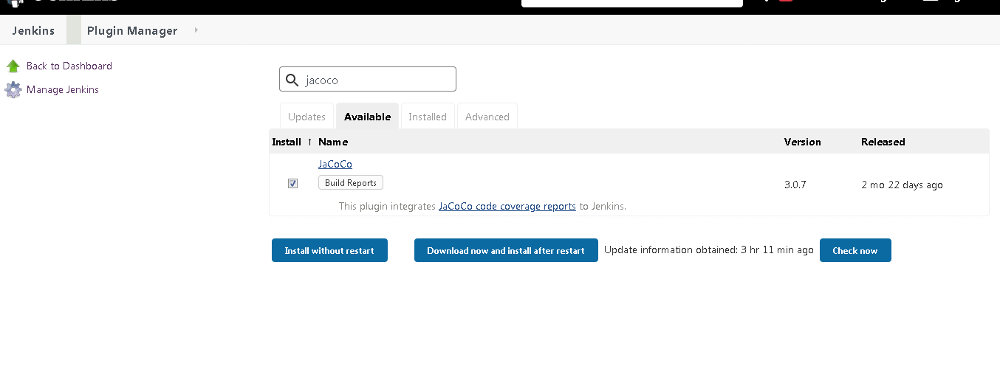 Jenkins Plugin Manager
Back to Dashboard
Manage Jenkins
jacoco
Updates Available Installed Advanced
Install ↑ Name Version Released
JaCoCo
Build Reports
3.0.7 2 mo 22 days ago
This plugin integrates JaCoCo code coverage reports to Jenkins.
Install without restart Download now and install after restart Update information obtained: 3 hr 11 min ago Check now